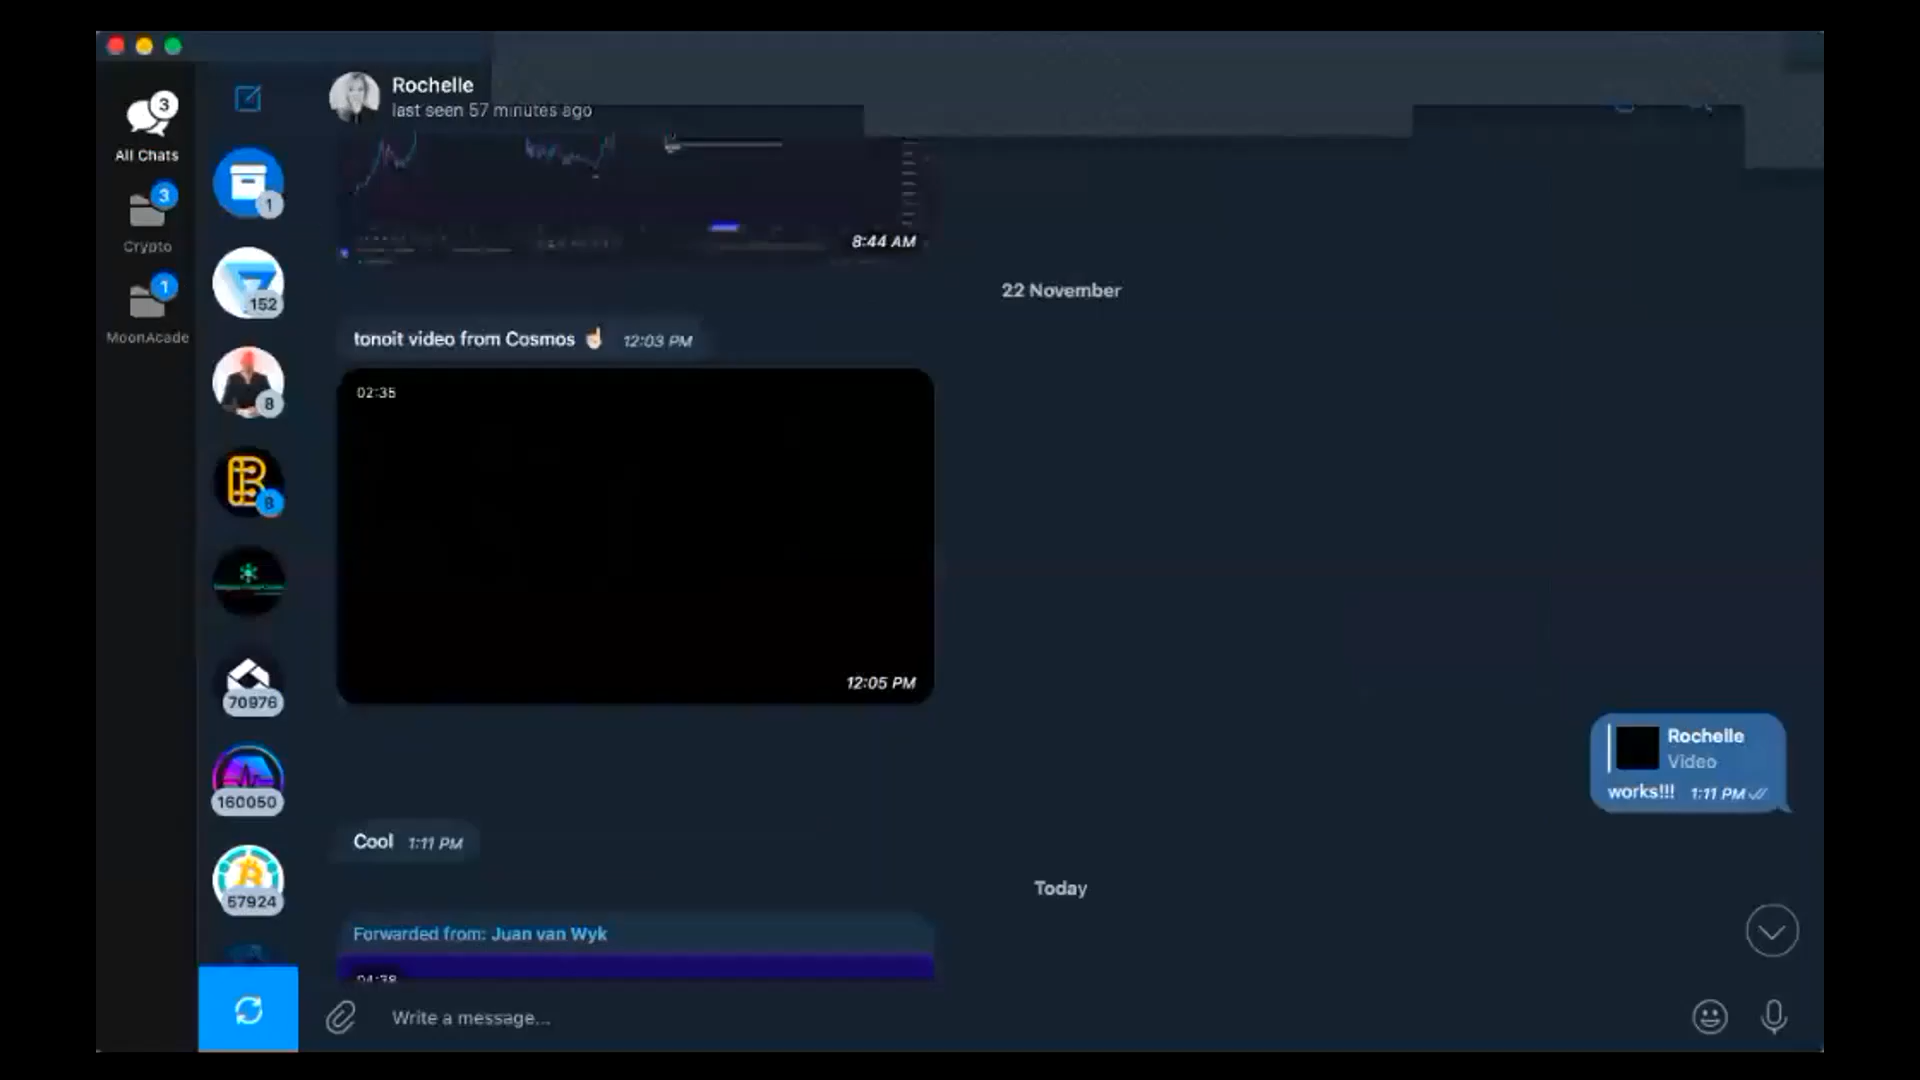 3
All Chats
3
Crypto
1
MoonAcade
1
152
8
8
70976
160050
57924
Rochelle
last seen 57 minutes ago
8:44 AM
22 November
tonoit video from Cosmos ☝🏻 12:03 PM
02:35
12:05 PM
Rochelle
Video
works!!! 1:11 PM
Cool 1:11 PM
Today
Forwarded from: Juan van Wyk
04:38
Write a message...